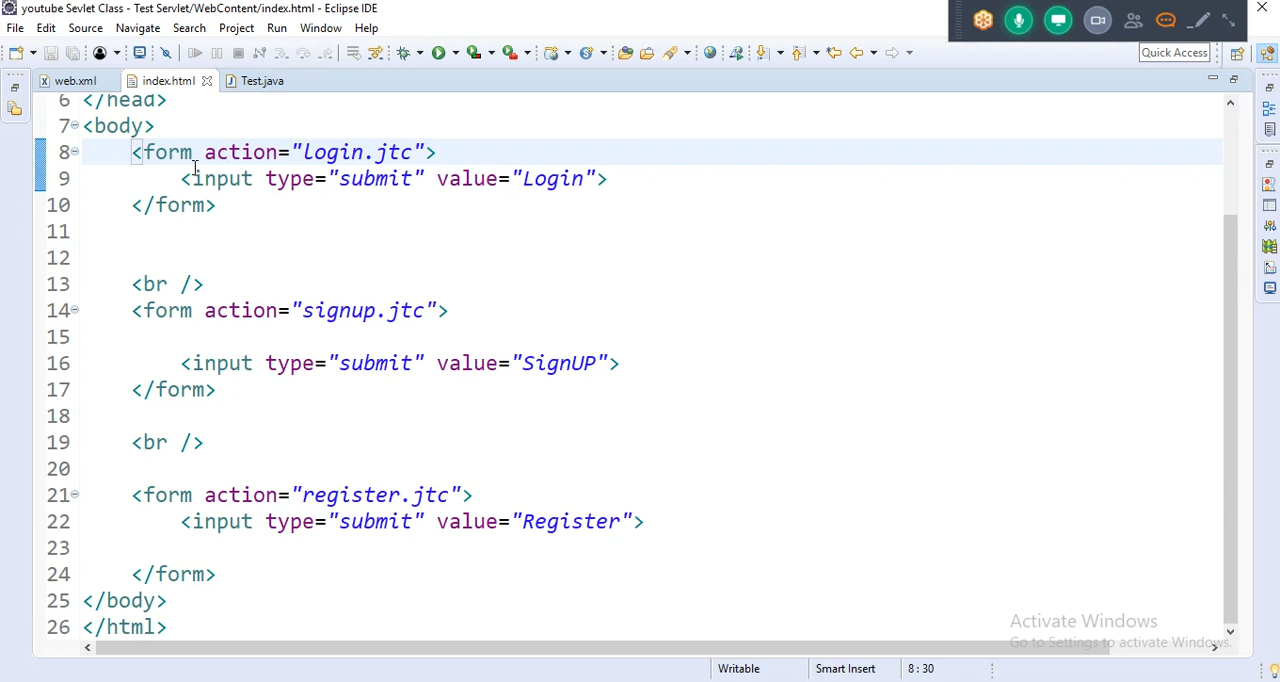 youtube Sevlet Class - Test Servlet/WebContent/index.html - Eclipse IDE
File Edit Source Navigate Search Project Run Window Help
Quick Access
web.xml index.html Test.java
6 </head>
7 <body>
8 <form action="login.jtc">
9 <input type="submit" value="Login">
10 </form>
11
12
13 <br />
14 <form action="signup.jtc">
15
16 <input type="submit" value="SignUP">
17 </form>
18
19 <br />
20
21 <form action="register.jtc">
22 <input type="submit" value="Register">
23
24 </form>
25 </body>
26 </html>
Activate Windows
Go to Settings to activate Windows.
Writable Smart Insert 8 : 30